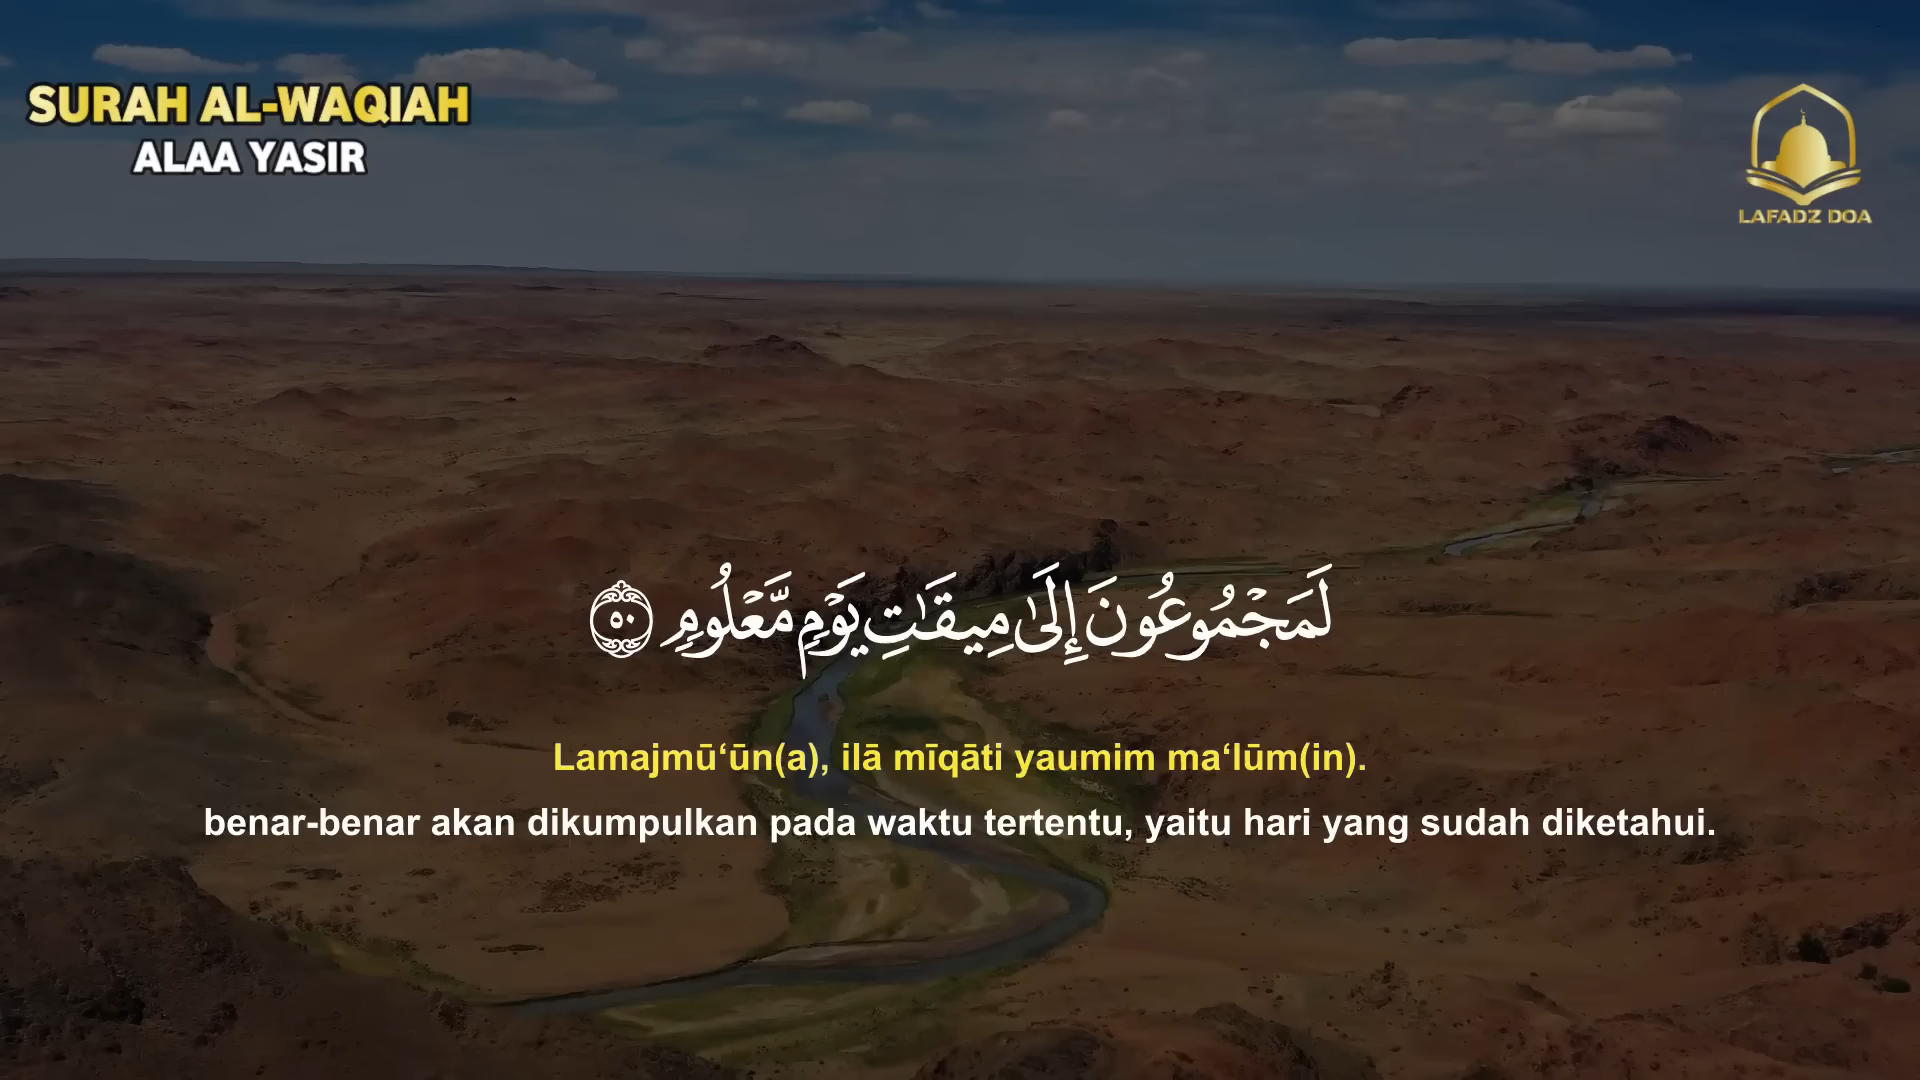 SURAH AL-WAQIAH
ALAA YASIR
LAFADZ DOA
لَمَجْمُوعُونَ إِلَىٰ مِيقَٰتِ يَوْمٍ مَّعْلُومٍ ٥٠
Lamajmū‘ūn(a), ilā mīqāti yaumim ma‘lūm(in).
benar-benar akan dikumpulkan pada waktu tertentu, yaitu hari yang sudah diketahui.